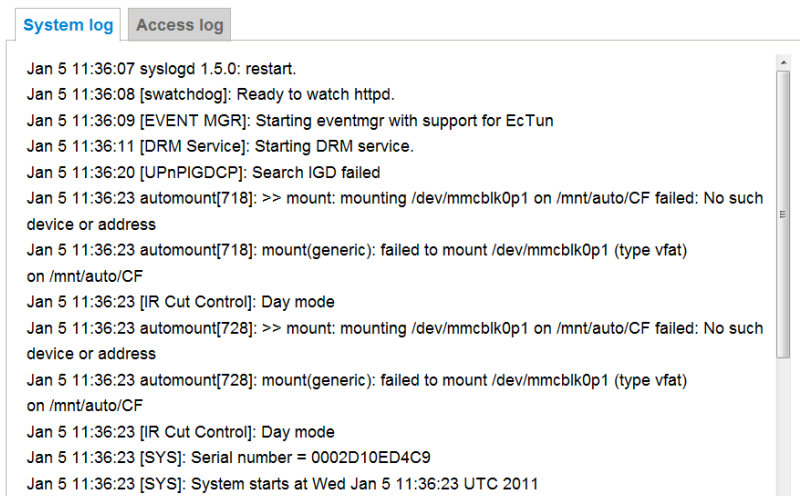 System log
Access log
Jan 5 11:36:07 syslogd 1.5.0: restart.
Jan 5 11:36:08 [swatchdog]: Ready to watch httpd.
Jan 5 11:36:09 [EVENT MGR]: Starting eventmgr with support for EcTun
Jan 5 11:36:11 [DRM Service]: Starting DRM service.
Jan 5 11:36:20 [UPnPIGDCP]: Search IGD failed
Jan 5 11:36:23 automount[718]: >> mount: mounting /dev/mmcblk0p1 on /mnt/auto/CF failed: No such
device or address
Jan 5 11:36:23 automount[718]: mount(generic): failed to mount /dev/mmcblk0p1 (type vfat)
on /mnt/auto/CF
Jan 5 11:36:23 [IR Cut Control]: Day mode
Jan 5 11:36:23 automount[728]: >> mount: mounting /dev/mmcblk0p1 on /mnt/auto/CF failed: No such
device or address
Jan 5 11:36:23 automount[728]: mount(generic): failed to mount /dev/mmcblk0p1 (type vfat)
on /mnt/auto/CF
Jan 5 11:36:23 [IR Cut Control]: Day mode
Jan 5 11:36:23 [SYS]: Serial number = 0002D10ED4C9
Jan 5 11:36:23 [SYS]: System starts at Wed Jan 5 11:36:23 UTC 2011